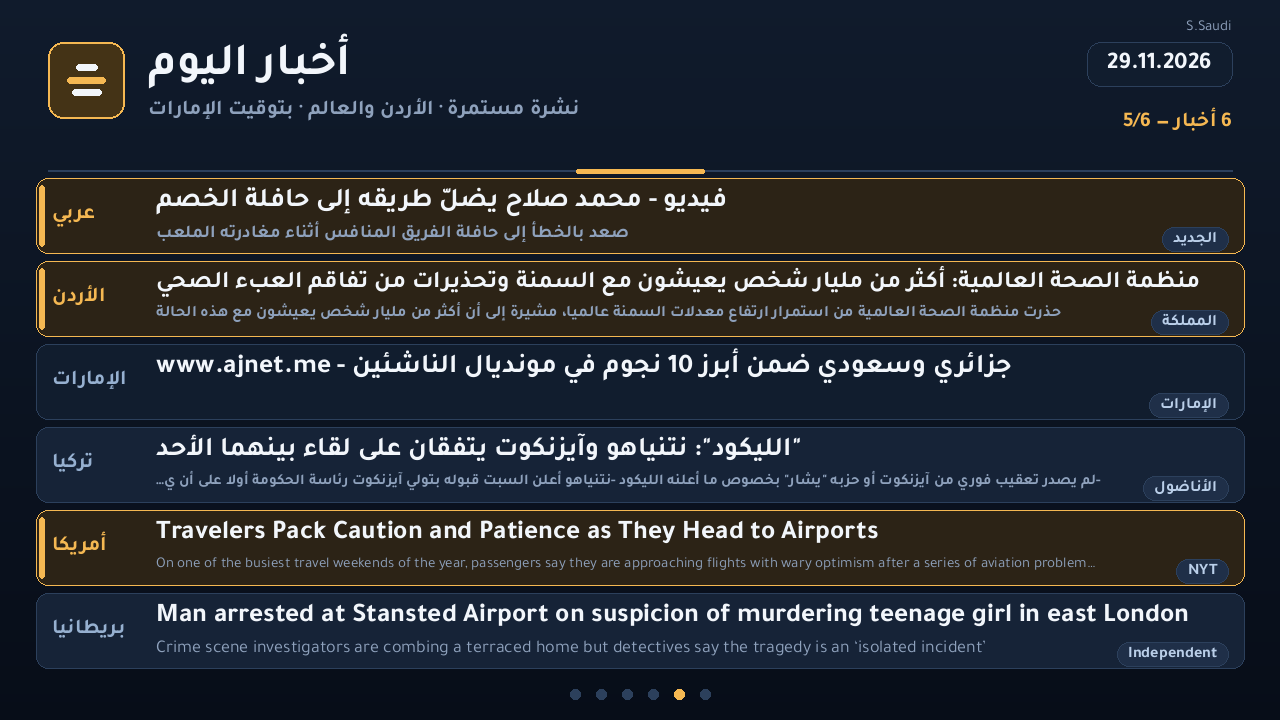 S.Saudi
أخبار اليوم
29.11.2026
نشرة مستمرة · الأردن والعالم · بتوقيت الإمارات
6 أخبار — 5/6
عربي
فيديو - محمد صلاح يضلّ طريقه إلى حافلة الخصم
صعد بالخطأ إلى حافلة الفريق المنافس أثناء مغادرته الملعب
الجديد
الأردن
منظمة الصحة العالمية: أكثر من مليار شخص يعيشون مع السمنة وتحذيرات من تفاقم العبء الصحي
حذرت منظمة الصحة العالمية من استمرار ارتفاع معدلات السمنة عالميا، مشيرة إلى أن أكثر من مليار شخص يعيشون مع هذه الحالة
المملكة
الإمارات
جزائري وسعودي ضمن أبرز 10 نجوم في مونديال الناشئين - www.ajnet.me
الإمارات
تركيا
"الليكود": نتنياهو وآيزنكوت يتفقان على لقاء بينهما الأحد
-لم يصدر تعقيب فوري من آيزنكوت أو حزبه "يشار" بخصوص ما أعلنه الليكود -نتنياهو أعلن السبت قبوله بتولي آيزنكوت رئاسة الحكومة أولا على أن ي…
الأناضول
أمريكا
Travelers Pack Caution and Patience as They Head to Airports
On one of the busiest travel weekends of the year, passengers say they are approaching flights with wary optimism after a series of aviation problem…
NYT
بريطانيا
Man arrested at Stansted Airport on suspicion of murdering teenage girl in east London
Crime scene investigators are combing a terraced home but detectives say the tragedy is an ‘isolated incident’
Independent